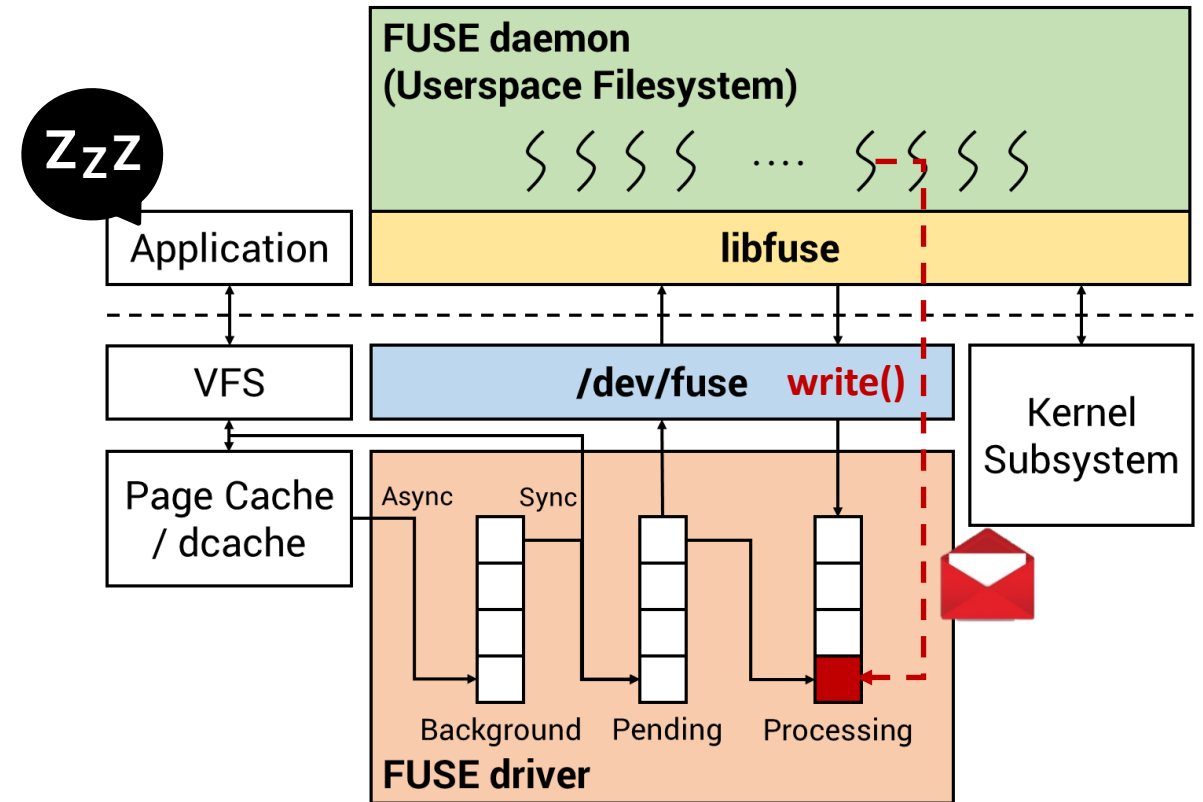 FUSE daemon
(Userspace Filesystem)
ZZZ
....
Application
libfuse
VFS
/dev/fuse write()
Kernel
Subsystem
Page Cache
/ dcache
Async
Sync
Background
Pending
Processing
FUSE driver